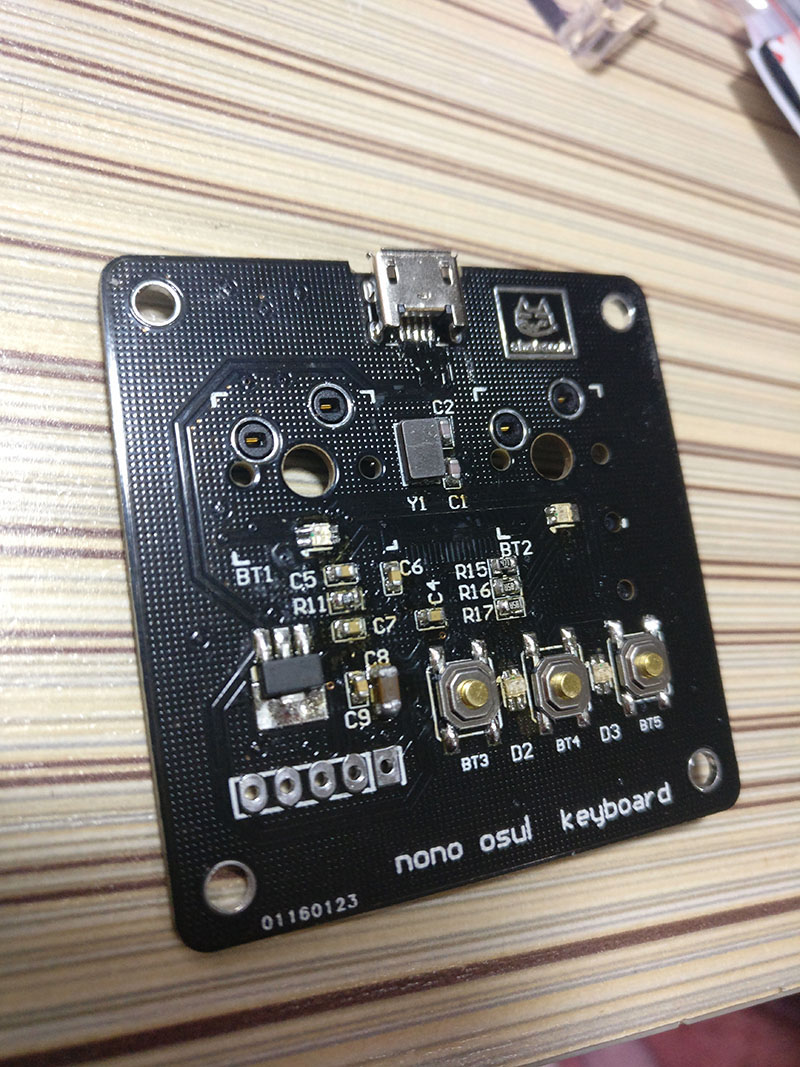 C2
Y1 C1
BT1
BT2
C5
C6
R15
R11
C4
R16
C7
R17
C8
C9
BT3
D2
BT4
D3
BT5
nono osu! keyboard
01160123